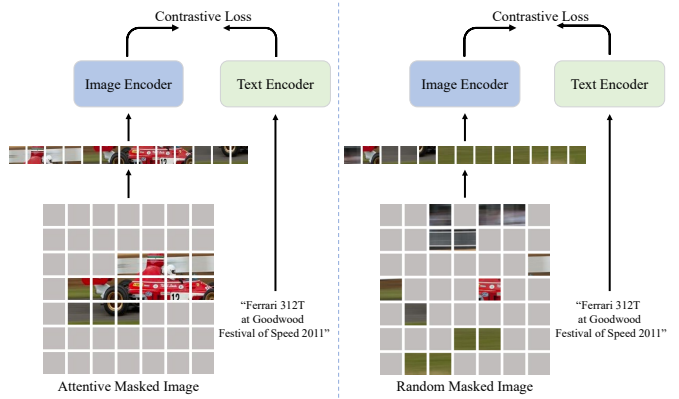 Contrastive Loss
Image Encoder
Text Encoder
12
“Ferrari 312T
at Goodwood
Festival of Speed 2011”
Attentive Masked Image
Contrastive Loss
Image Encoder
Text Encoder
“Ferrari 312T
at Goodwood
Festival of Speed 2011”
Random Masked Image